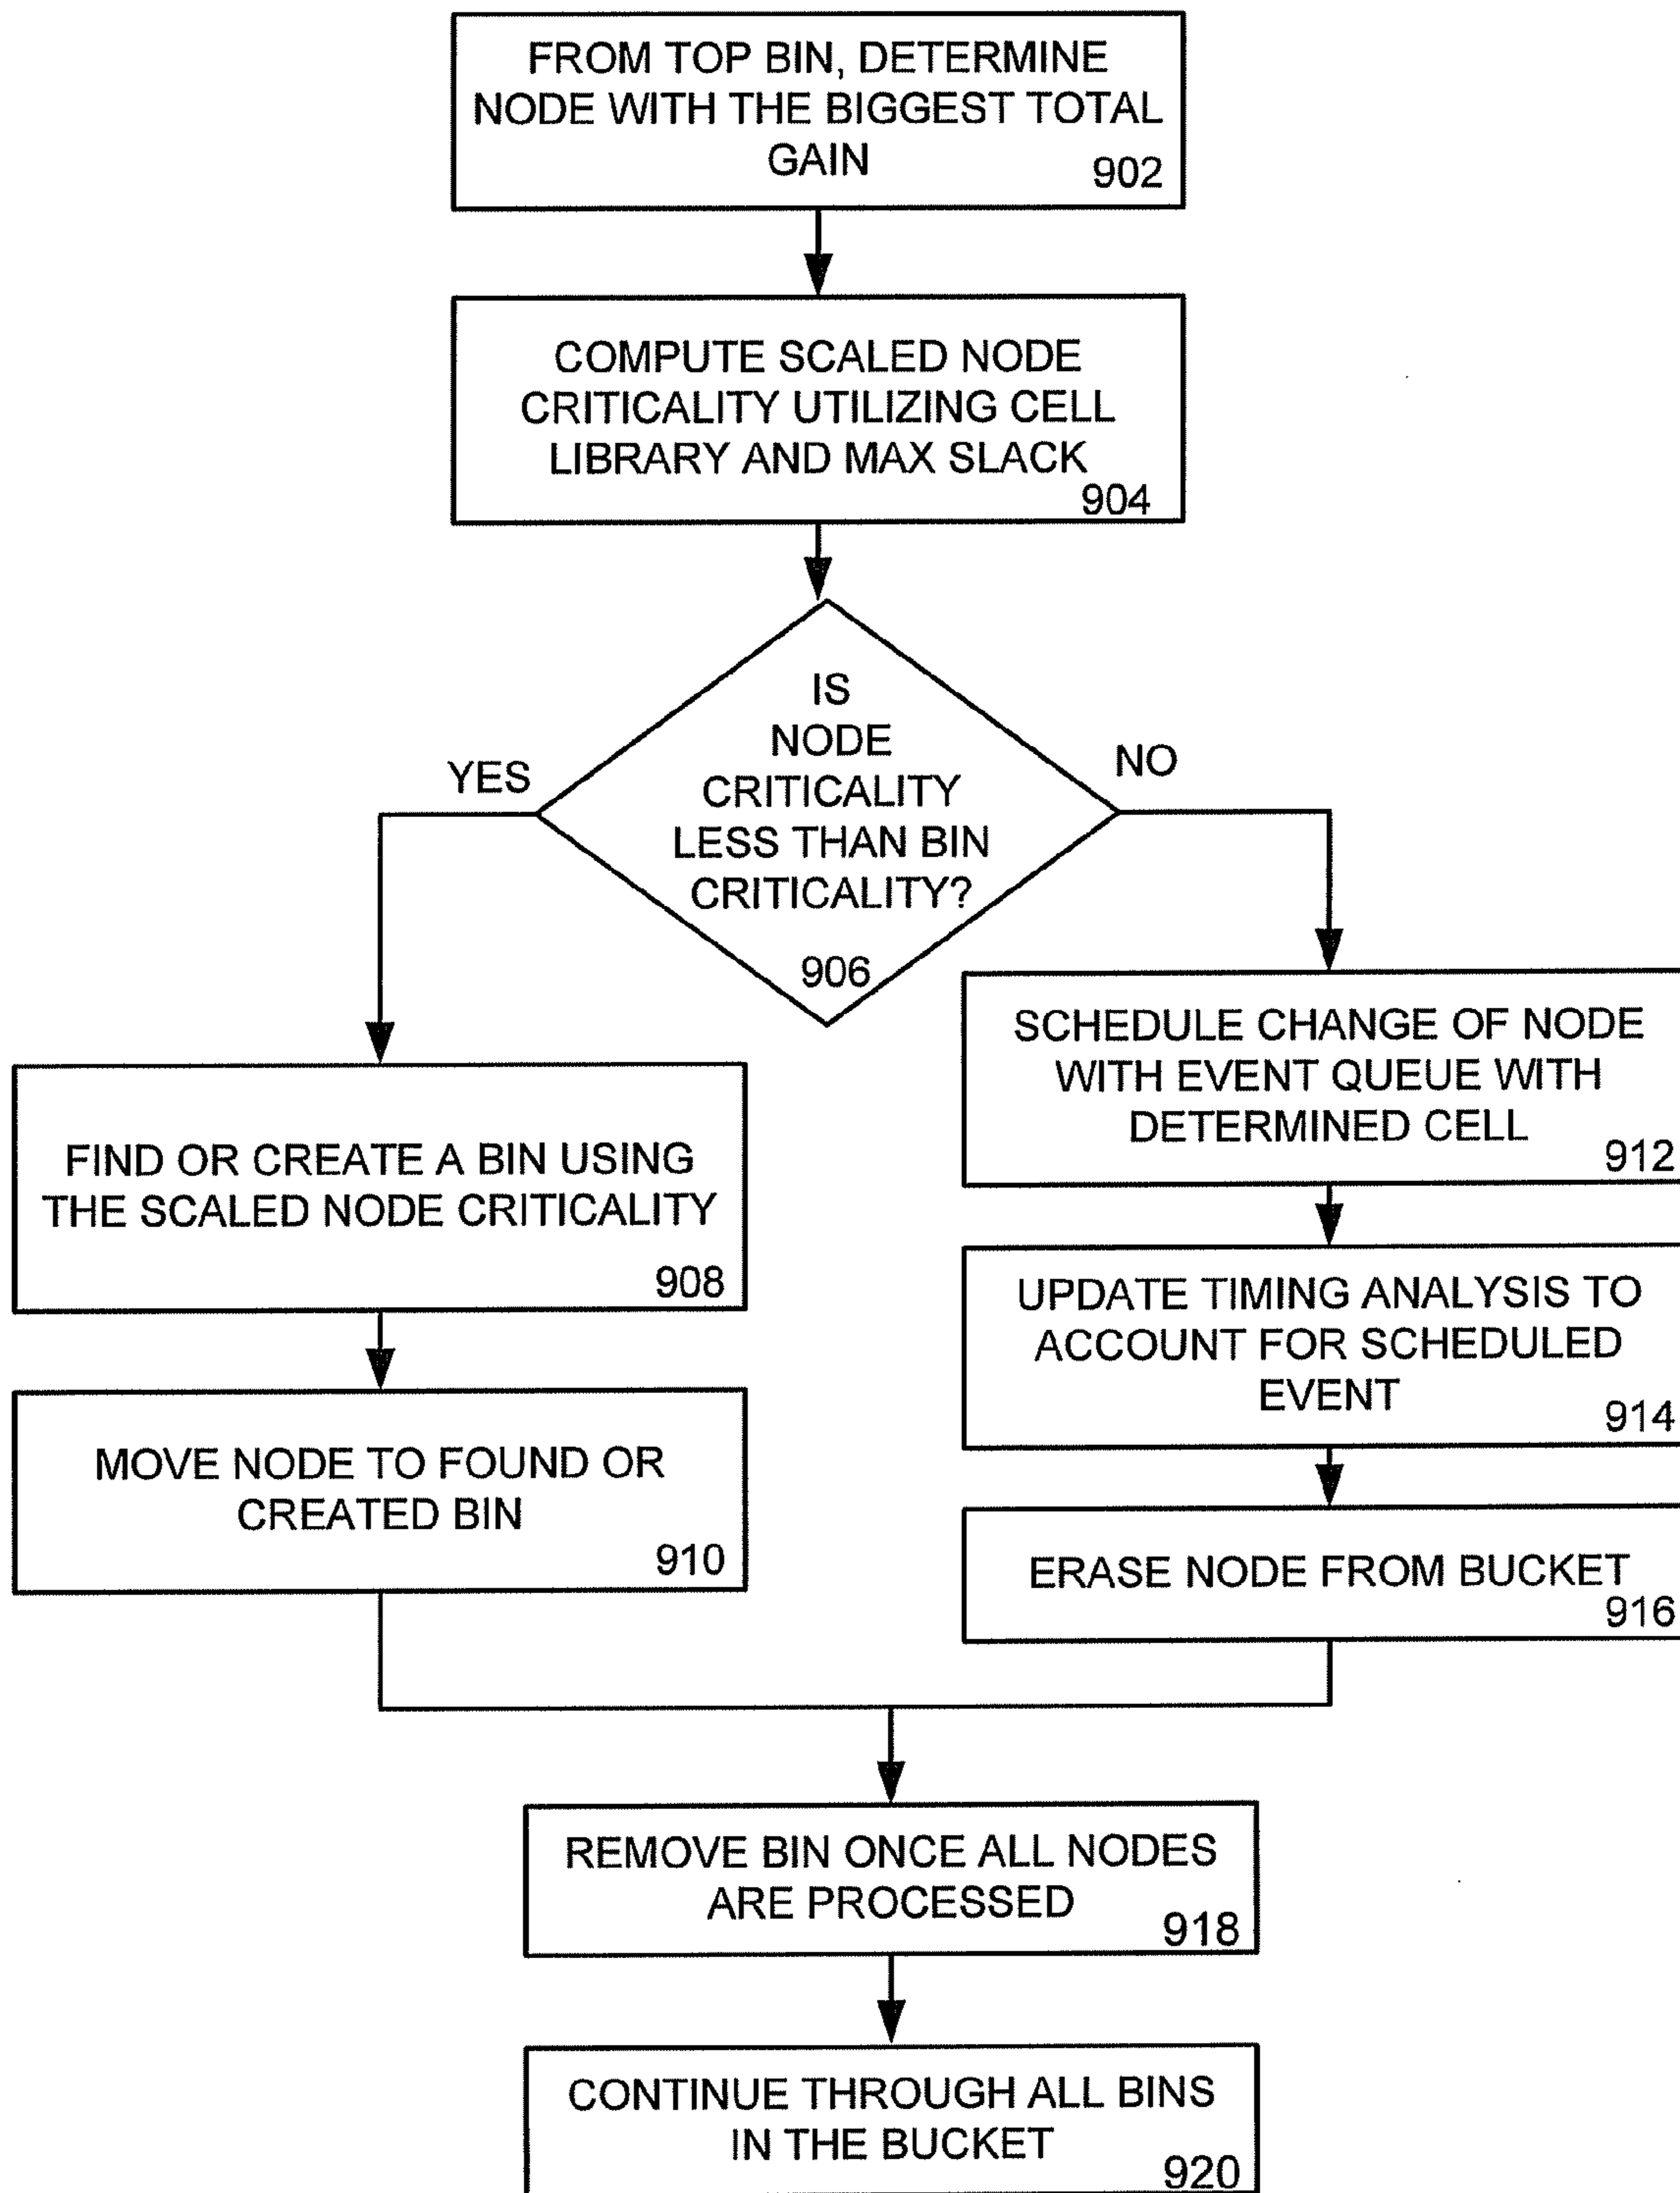 FROM TOP BIN, DETERMINE
NODE WITH THE BIGGEST TOTAL
GAIN
902
COMPUTE SCALED NODE
CRITICALITY UTILIZING CELL
LIBRARY AND MAX SLACK
904
IS
NODE
CRITICALITY
LESS THAN BIN
CRITICALITY?
906
YES
NO
FIND OR CREATE A BIN USING
THE SCALED NODE CRITICALITY
908
MOVE NODE TO FOUND OR
CREATED BIN
910
SCHEDULE CHANGE OF NODE
WITH EVENT QUEUE WITH
DETERMINED CELL
912
UPDATE TIMING ANALYSIS TO
ACCOUNT FOR SCHEDULED
EVENT
914
ERASE NODE FROM BUCKET
916
REMOVE BIN ONCE ALL NODES
ARE PROCESSED
918
CONTINUE THROUGH ALL BINS
IN THE BUCKET
920